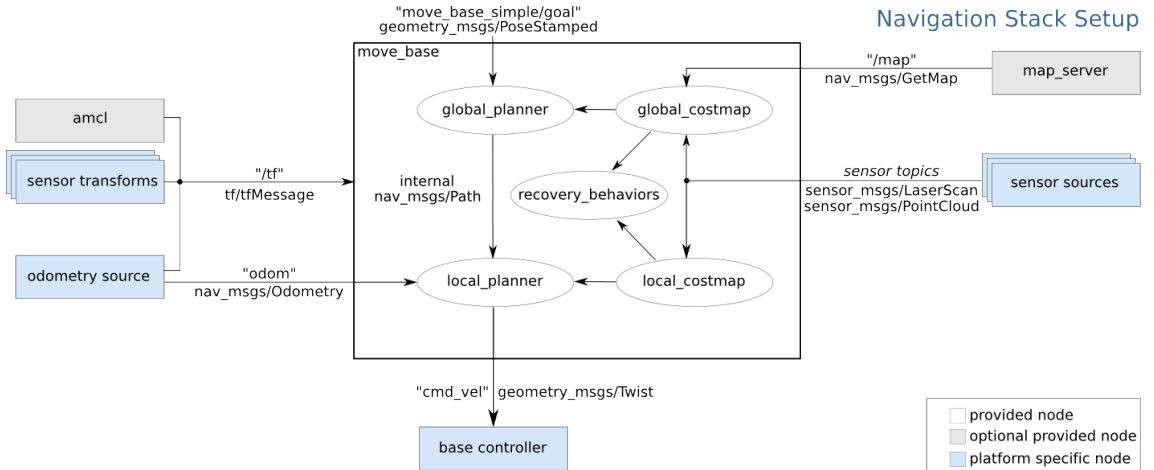 "move_base_simple/goal"
geometry_msgs/PoseStamped
Navigation Stack Setup
move_base
"/map"
nav_msgs/GetMap
map_server
global_planner
global_costmap
amcl
sensor transforms
"/tf"
tf/tfMessage
internal
nav_msgs/Path
recovery_behaviors
sensor topics
sensor_msgs/LaserScan
sensor_msgs/PointCloud
sensor sources
odometry source
"odom"
nav_msgs/Odometry
local_planner
local_costmap
"cmd_vel"
geometry_msgs/Twist
base controller
provided node
optional provided node
platform specific node